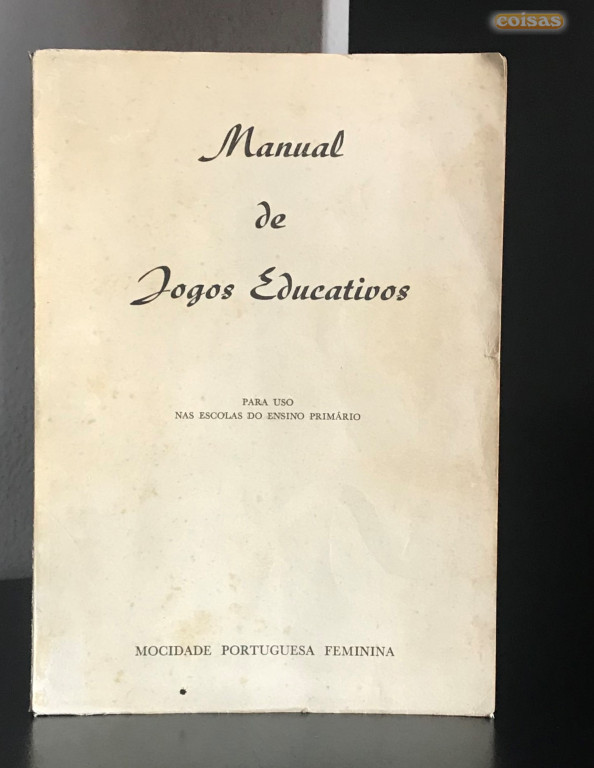 coisas
Manual
de
Jogos Educativos
PARA USO
NAS ESCOLAS DO ENSINO PRIMÁRIO
MOCIDADE PORTUGUESA FEMININA